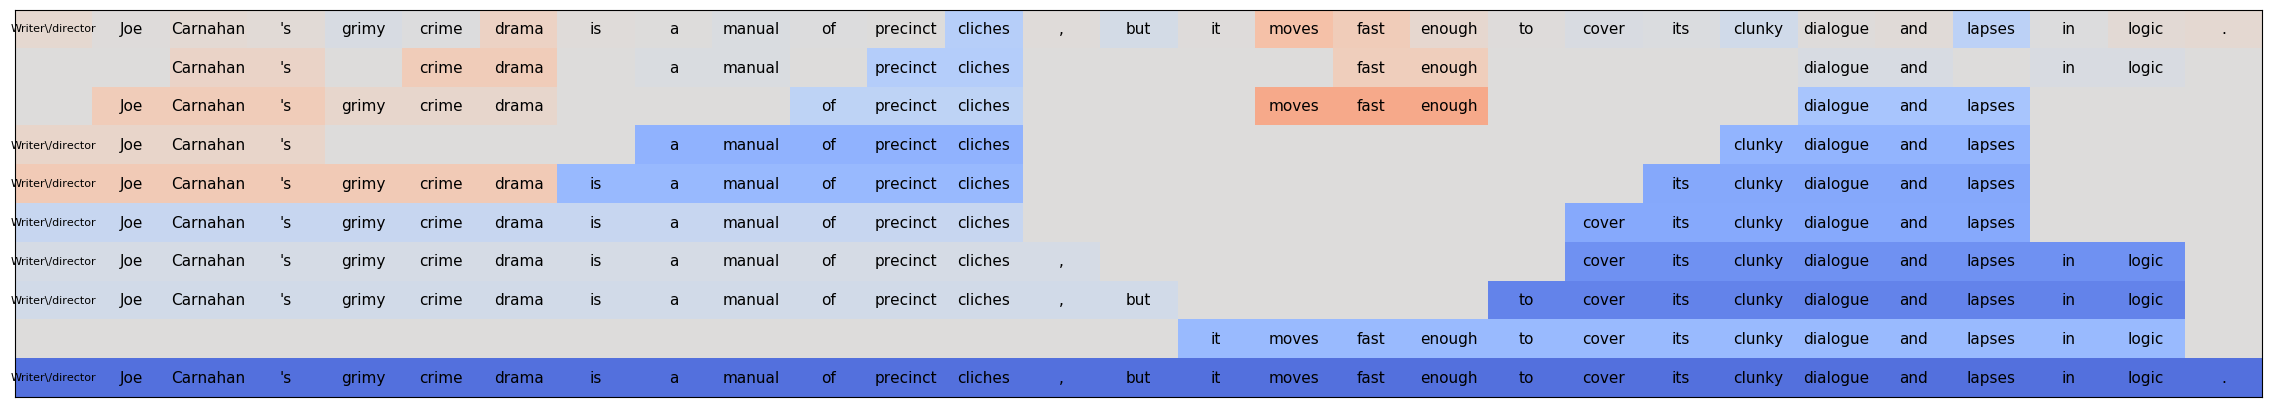 Writer\/director Joe Carnahan 's grimy crime drama is a manual of precinct cliches , but it moves fast enough to cover its clunky dialogue and lapses in logic .
Carnahan 's crime drama a manual precinct cliches fast enough dialogue and in logic
Joe Carnahan 's grimy crime drama of precinct cliches moves fast enough dialogue and lapses
Writer\/director Joe Carnahan 's a manual of precinct cliches clunky dialogue and lapses
Writer\/director Joe Carnahan 's grimy crime drama is a manual of precinct cliches its clunky dialogue and lapses
Writer\/director Joe Carnahan 's grimy crime drama is a manual of precinct cliches cover its clunky dialogue and lapses
Writer\/director Joe Carnahan 's grimy crime drama is a manual of precinct cliches , cover its clunky dialogue and lapses in logic
Writer\/director Joe Carnahan 's grimy crime drama is a manual of precinct cliches , but to cover its clunky dialogue and lapses in logic
it moves fast enough to cover its clunky dialogue and lapses in logic
Writer\/director Joe Carnahan 's grimy crime drama is a manual of precinct cliches , but it moves fast enough to cover its clunky dialogue and lapses in logic .